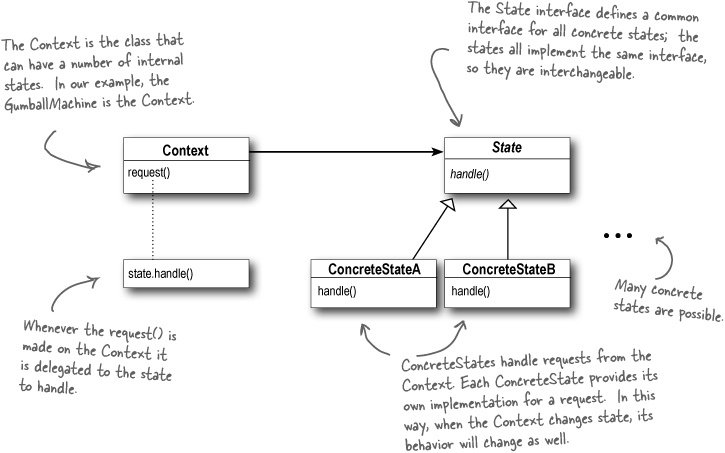 The State interface defines a common
interface for all concrete states; the
states all implement the same interface,
so they are interchangeable.
The Context is the class that
can have a number of internal
states. In our example, the
GumballMachine is the Context.
Context
request()
State
handle()
state.handle()
ConcreteStateA
handle()
ConcreteStateB
handle()
Many concrete
states are possible.
Whenever the request() is
made on the Context it
is delegated to the state
to handle.
ConcreteStates handle requests from the
Context. Each ConcreteState provides its
own implementation for a request. In this
way, when the Context changes state, its
behavior will change as well.